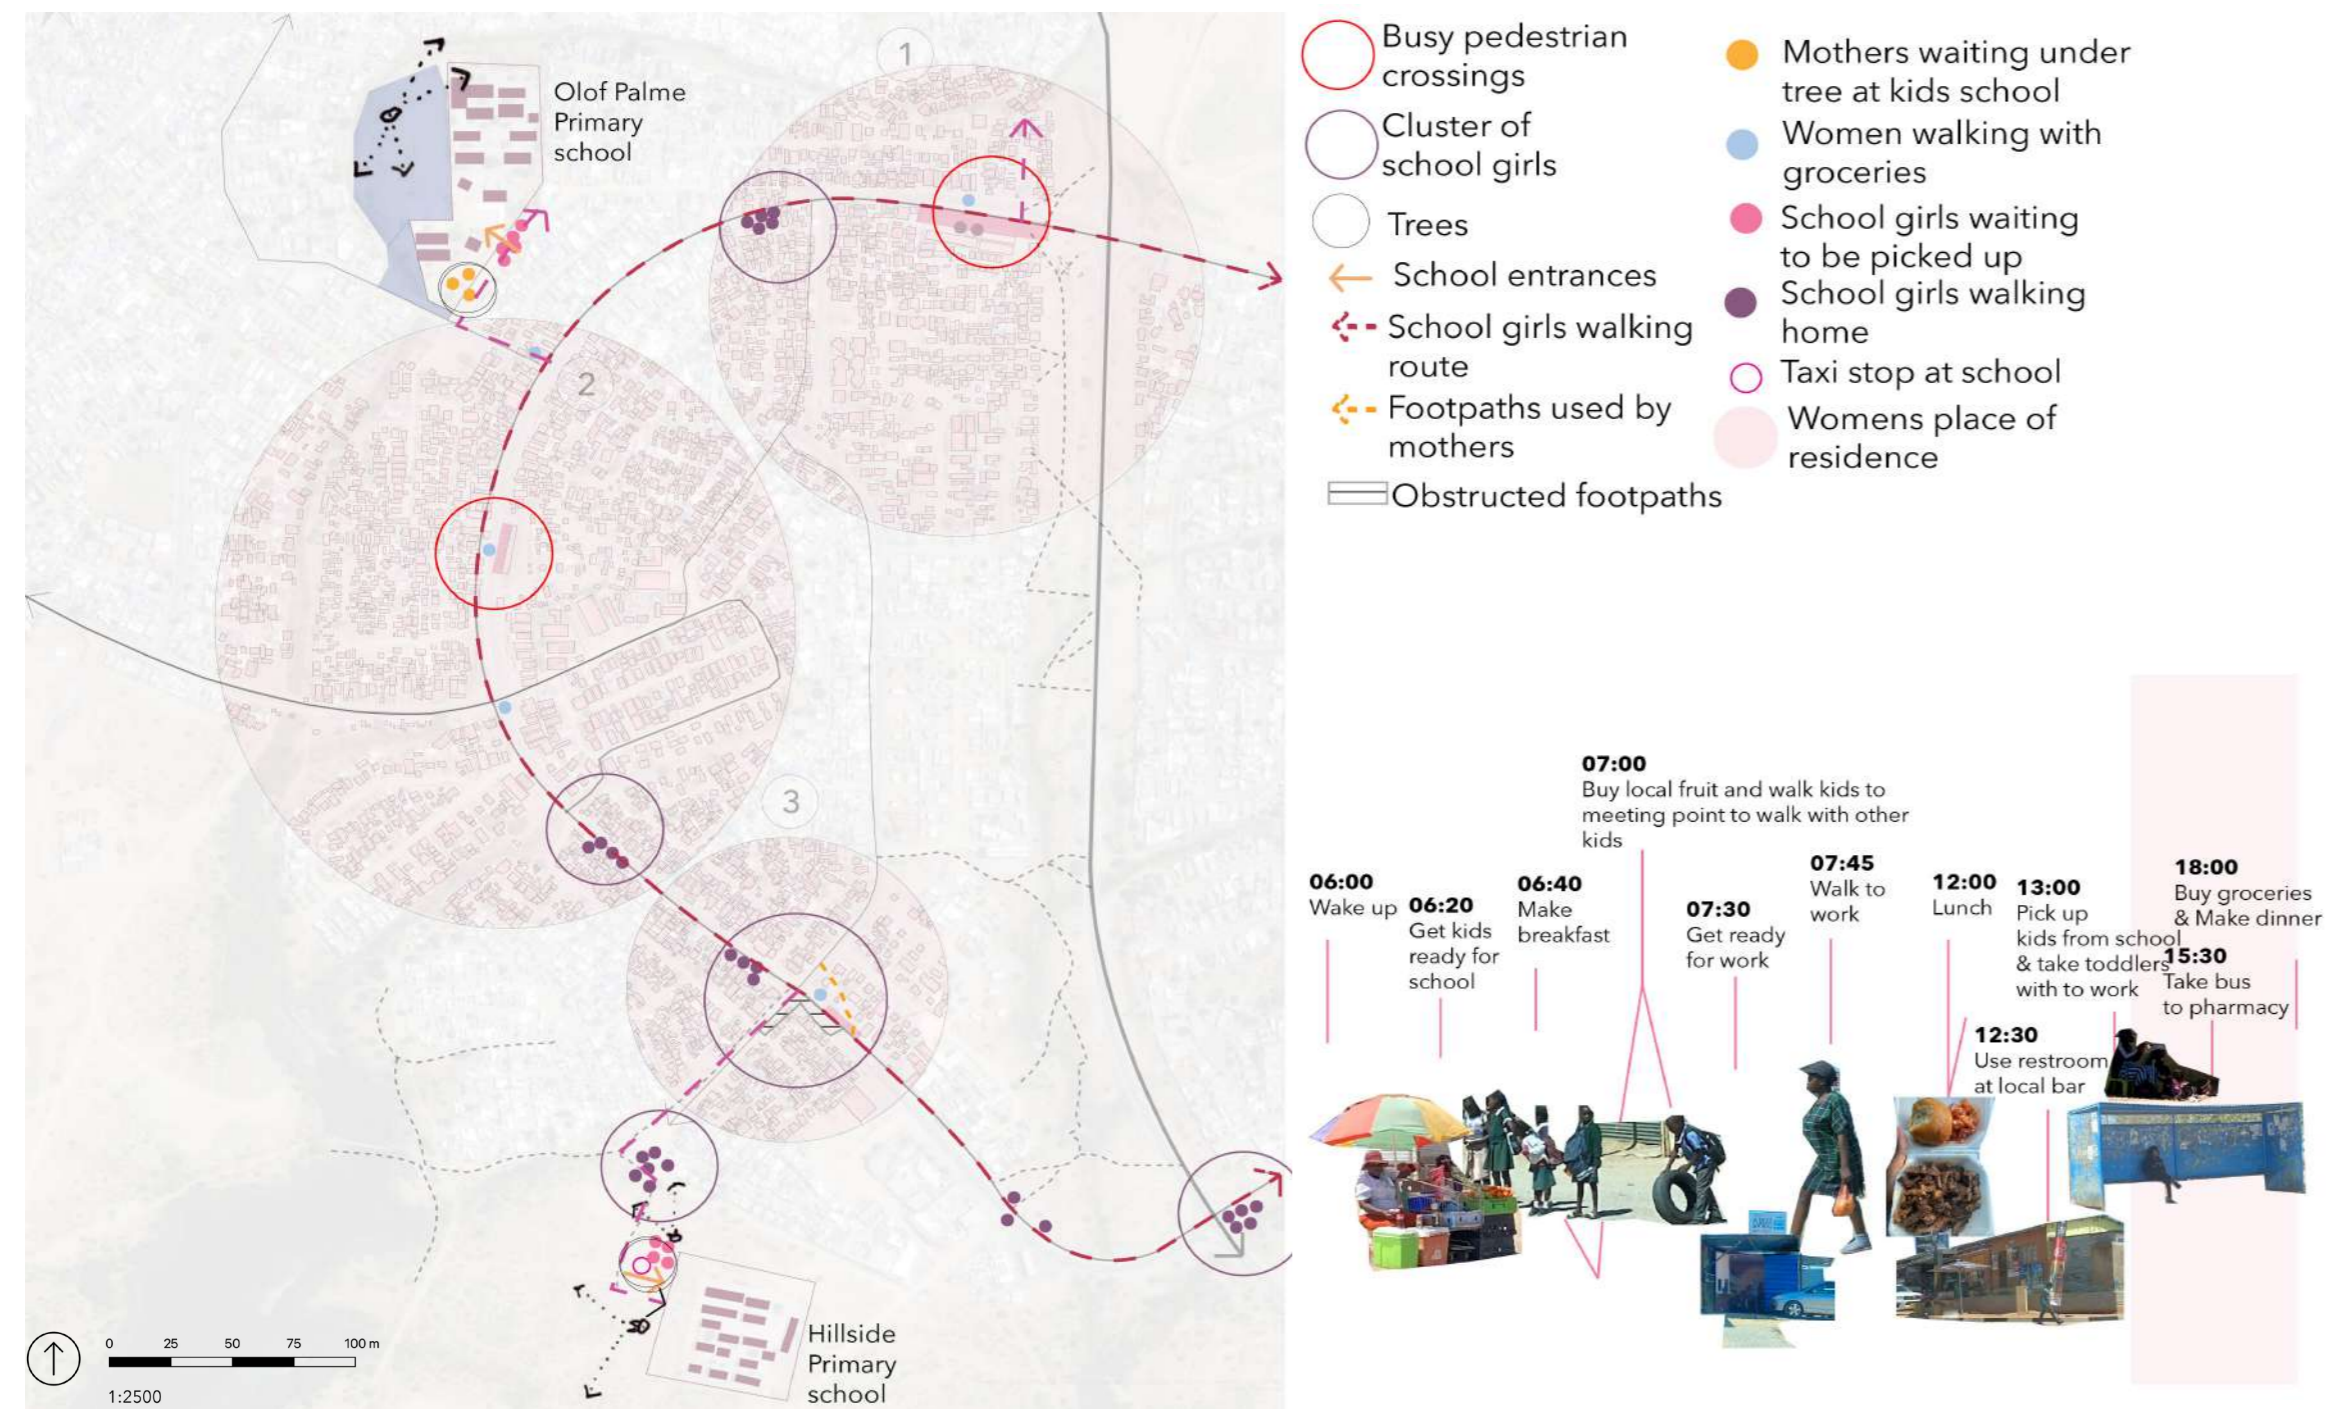 1
Olof Palme
Primary
school
2
3
Hillside
Primary
school
0 25 50 75 100 m
1:2500
Busy pedestrian
crossings
Cluster of
school girls
Trees
School entrances
School girls walking
route
Footpaths used by
mothers
Obstructed footpaths
Mothers waiting under
tree at kids school
Women walking with
groceries
School girls waiting
to be picked up
School girls walking
home
Taxi stop at school
Womens place of
residence
06:00
Wake up
06:20
Get kids
ready for
school
06:40
Make
breakfast
07:00
Buy local fruit and walk kids to
meeting point to walk with other
kids
07:30
Get ready
for work
07:45
Walk to
work
12:00
Lunch
12:30
Use restroom
at local bar
13:00
Pick up
kids from school
& take toddlers
with to work
15:30
Take bus
to pharmacy
18:00
Buy groceries
& Make dinner